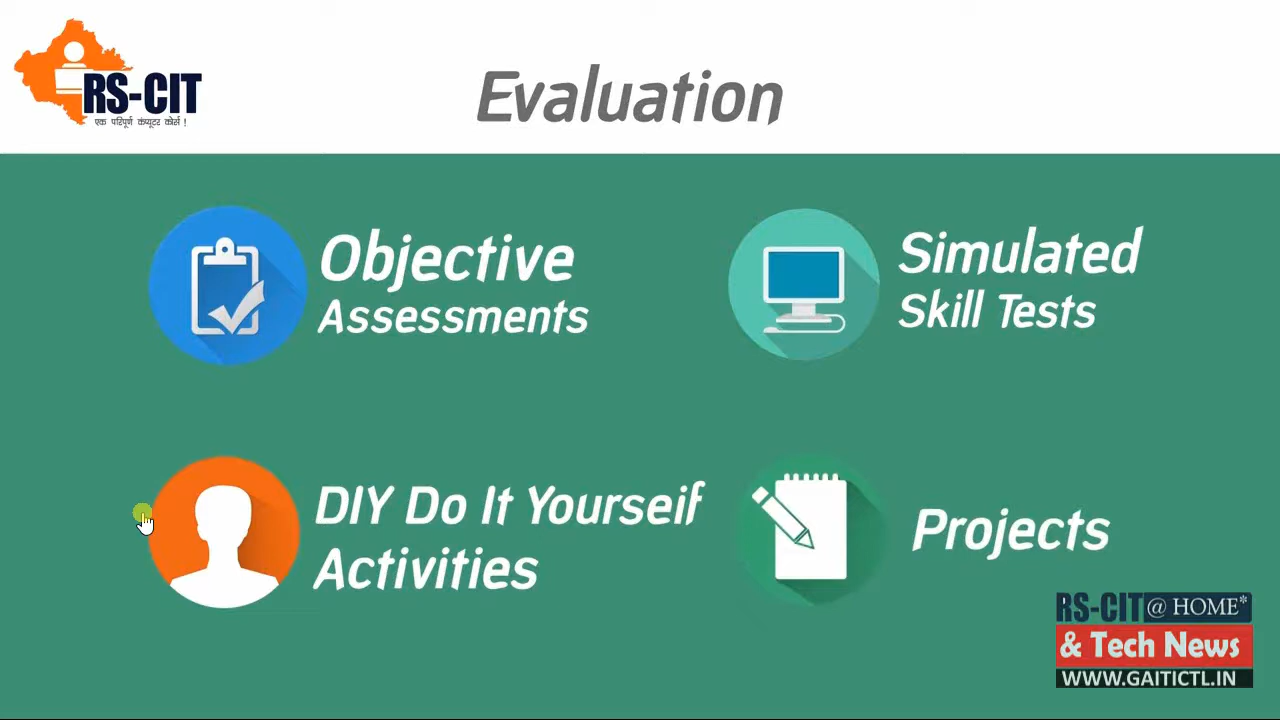 RS-CIT
एक परिपूर्ण कंप्यूटर कोर्स !
Evaluation
Objective
Assessments
Simulated
Skill Tests
DIY Do It Yourseif
Activities
Projects
RS-CIT@ HOME*
& Tech News
WWW.GAITICTL.IN